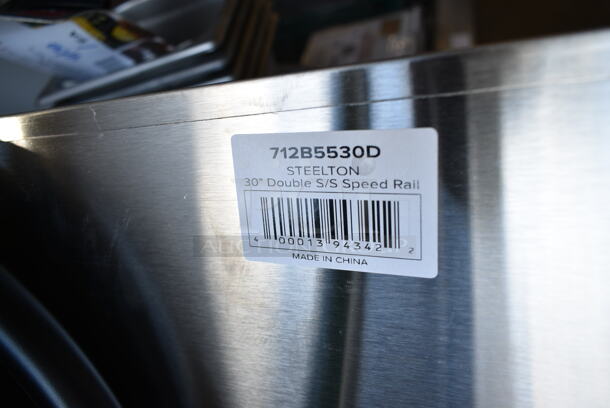 712B5530D
STEELTON
30" Double S/S Speed Rail
4 00013 94342 2
MADE IN CHINA